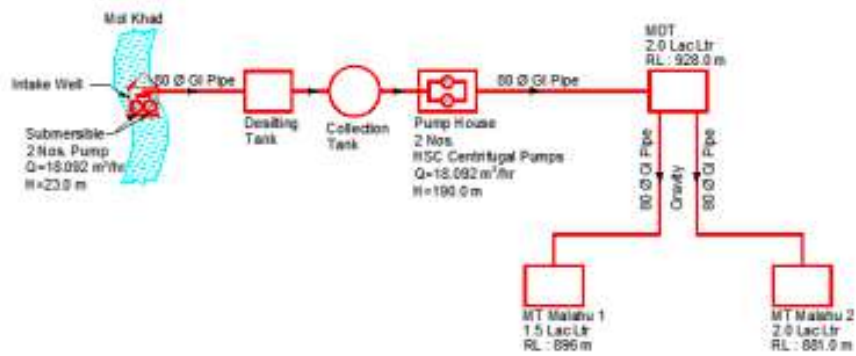 Mol Khad
Intake Well
80 Ø GI Pipe
Submersible
2 Nos. Pump
Q=18.092 m³/hr
H=23.0 m
Desilting
Tank
Collection
Tank
Pump House
2 Nos.
HSC Centrifugal Pumps
Q=18.092 m³/hr
H=190.0 m
80 Ø GI Pipe
MDT
2.0 Lac Ltr
RL : 928.0 m
80 Ø GI Pipe
Gravity
80 Ø GI Pipe
MT Malahu 1
1.5 Lac Ltr
RL : 896 m
MT Malahu 2
2.0 Lac Ltr
RL : 881.0 m